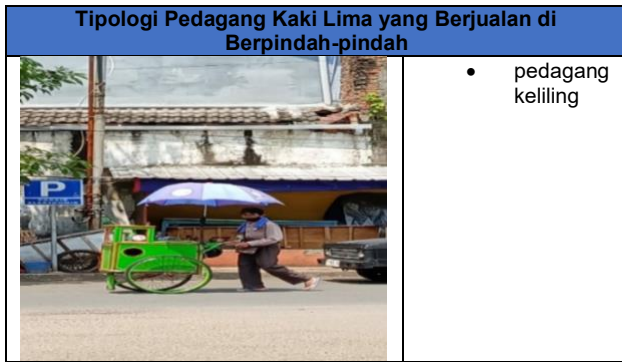 Tipologi Pedagang Kaki Lima yang Berjualan di
Berpindah-pindah
• pedagang
keliling
P